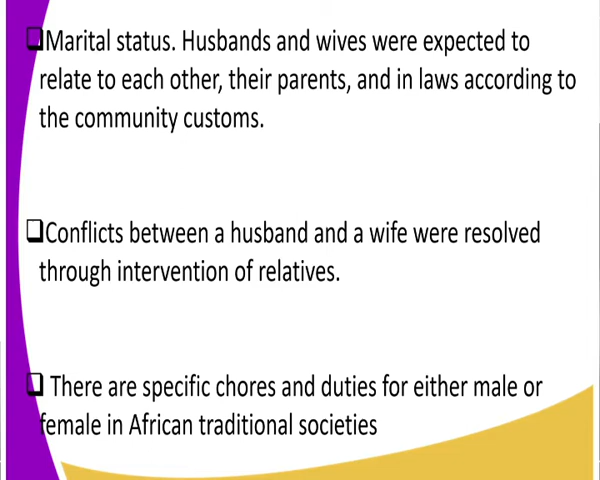 ❑Marital status. Husbands and wives were expected to
relate to each other, their parents, and in laws according to
the community customs.
❑Conflicts between a husband and a wife were resolved
through intervention of relatives.
❑ There are specific chores and duties for either male or
female in African traditional societies